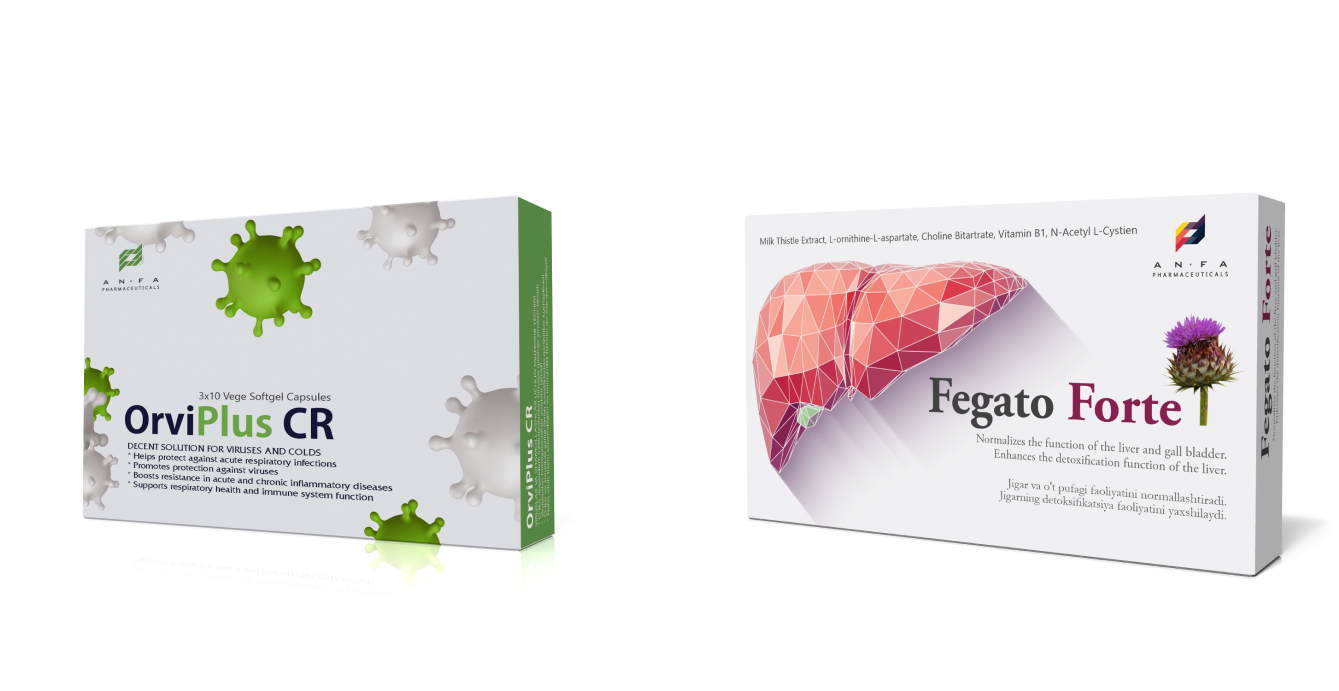 AN·FA
PHARMACEUTICALS
3x10 Vege Softgel Capsules
OrviPlus CR
DECENT SOLUTION FOR VIRUSES AND COLDS
* Helps protect against acute respiratory infections
* Promotes protection against viruses
* Boosts resistance in acute and chronic inflammatory diseases
* Supports respiratory health and immune system function
OrviPlus CR
Milk Thistle Extract, L-ornithine-L-aspartate, Choline Bitartrate, Vitamin B1, N-Acetyl L-Cystien
AN·FA
PHARMACEUTICALS
Fegato Forte
Normalizes the function of the liver and gall bladder.
Enhances the detoxification function of the liver.
Jigar va o't pufagi faoliyatini normallashtiradi.
Jigarning detoksifikatsiya faoliyatini yaxshilaydi.
Fegato Forte